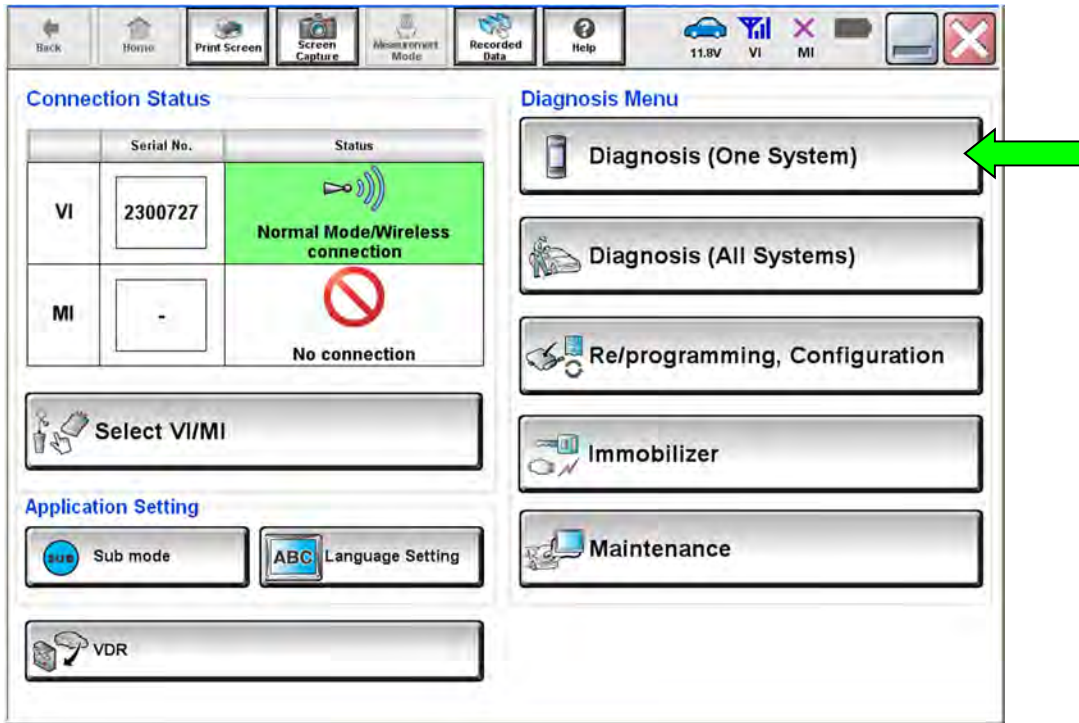 Back
Home
Print Screen
Screen
Capture
Measurement
Mode
Recorded
Data
Help
11.8V
VI
MI
Connection Status
Serial No.
Status
VI
2300727
Normal Mode/Wireless
connection
MI
-
No connection
Select VI/MI
Application Setting
sub
Sub mode
ABC
Language Setting
VDR
Diagnosis Menu
Diagnosis (One System)
Diagnosis (All Systems)
Re/programming, Configuration
Immobilizer
Maintenance